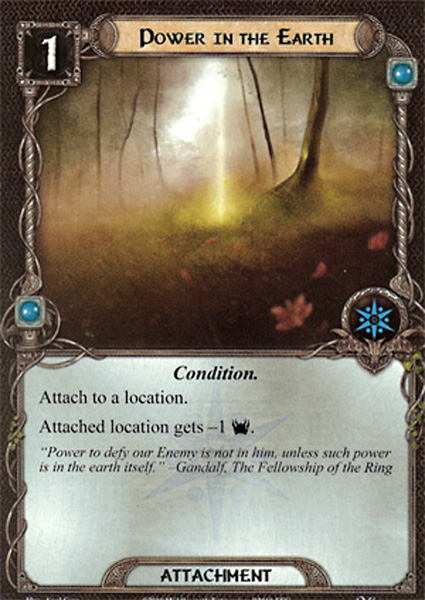 1
POWER IN THE EARTH
Condition.
Attach to a location.
Attached location gets –1 .
“Power to defy our Enemy is not in him, unless such power
is in the earth itself.” –Gandalf, The Fellowship of the Ring
ATTACHMENT